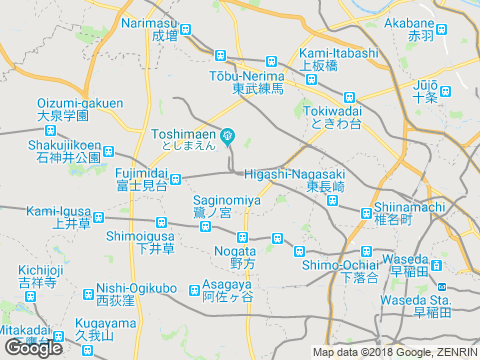 Narimasu
成増
Akabane
赤羽
Kami-Itabashi
上板橋
Tōbu-Nerima
東武練馬
Jūjō
十条
Oizumi-gakuen
大泉学園
Tokiwadai
ときわ台
Toshimaen
としまえん
Shakujiikoen
石神井公園
Fujimidai
富士見台
Higashi-Nagasaki
東長崎
Saginomiya
鷺ノ宮
Shiinamachi
椎名町
Kami-Igusa
上井草
Shimoigusa
下井草
Nogata
野方
Shimo-Ochiai
下落合
Waseda
早稲田
Kichijoji
吉祥寺
Nishi-Ogikubo
西荻窪
Asagaya
阿佐ヶ谷
Waseda Sta.
早稲田
Kugayama
久我山
Mitakadai
Google
Map data ©2018 Google, ZENRIN